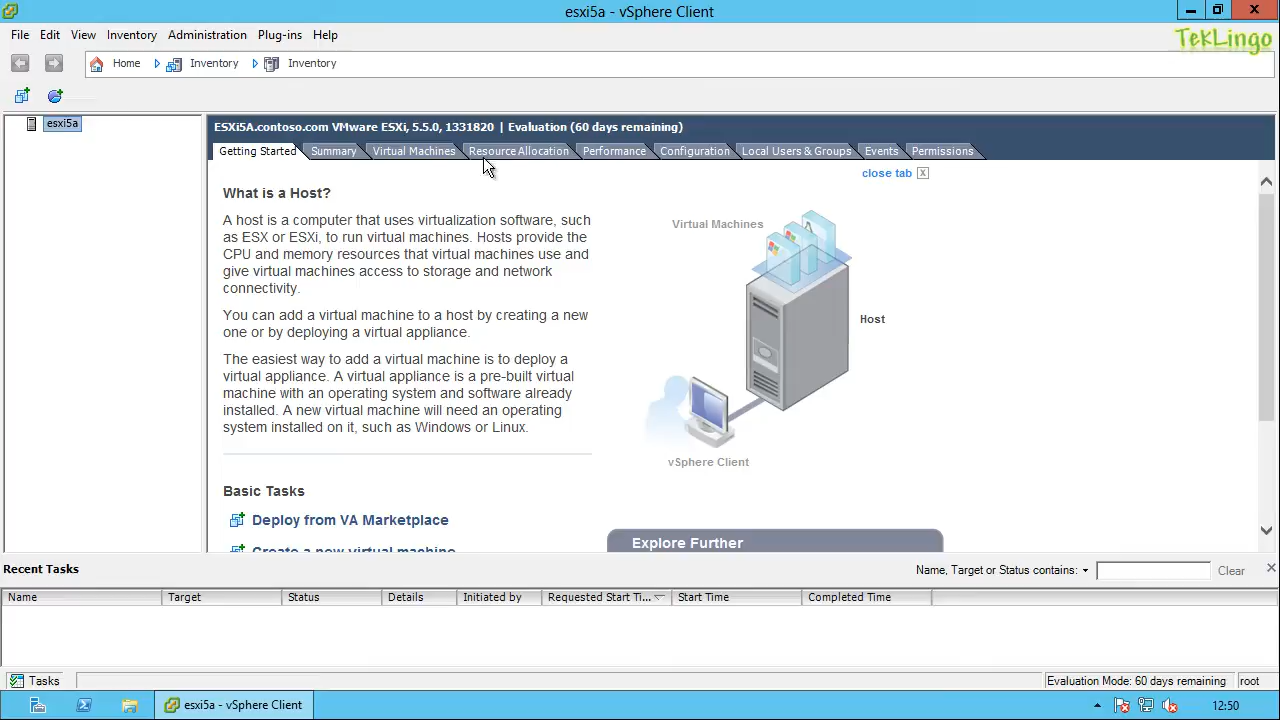 esxi5a - vSphere Client
TekLingo
File Edit View Inventory Administration Plug-ins Help
Home Inventory Inventory
esxi5a
ESXi5A.contoso.com VMware ESXi, 5.5.0, 1331820 | Evaluation (60 days remaining)
Getting Started Summary Virtual Machines Resource Allocation Performance Configuration Local Users & Groups Events Permissions
close tab X
What is a Host?
A host is a computer that uses virtualization software, such
as ESX or ESXi, to run virtual machines. Hosts provide the
CPU and memory resources that virtual machines use and
give virtual machines access to storage and network
connectivity.
You can add a virtual machine to a host by creating a new
one or by deploying a virtual appliance.
The easiest way to add a virtual machine is to deploy a
virtual appliance. A virtual appliance is a pre-built virtual
machine with an operating system and software already
installed. A new virtual machine will need an operating
system installed on it, such as Windows or Linux.
Virtual Machines
Host
vSphere Client
Basic Tasks
Deploy from VA Marketplace
Create a new virtual machine
Explore Further
Recent Tasks
Name, Target or Status contains: Clear
Name Target Status Details Initiated by Requested Start Ti... Start Time Completed Time
Tasks
Evaluation Mode: 60 days remaining root
esxi5a - vSphere Client
12:50